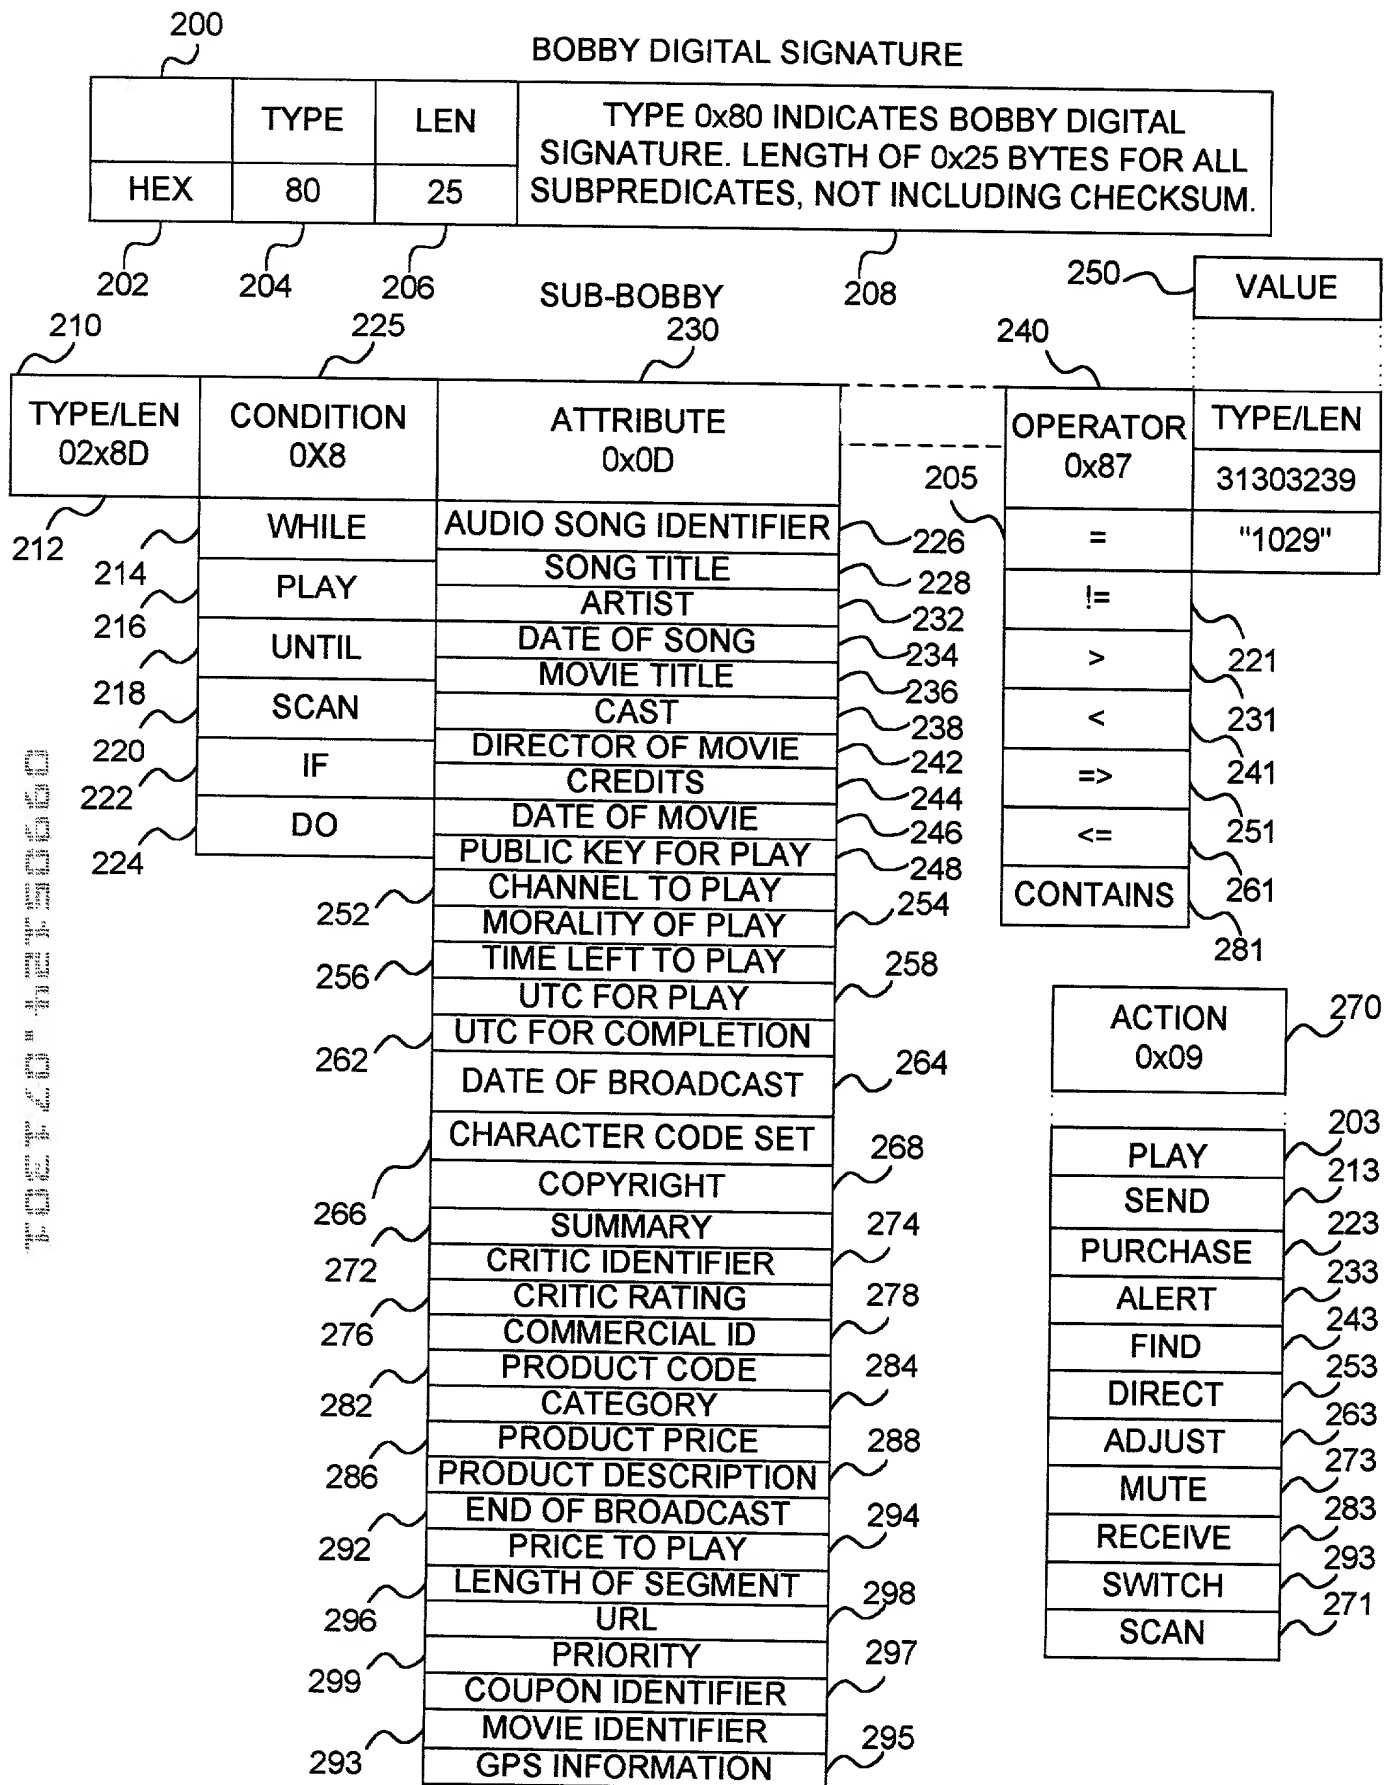 200
BOBBY DIGITAL SIGNATURE
TYPE
LEN
TYPE 0x80 INDICATES BOBBY DIGITAL
SIGNATURE. LENGTH OF 0x25 BYTES FOR ALL
SUBPREDICATES, NOT INCLUDING CHECKSUM.
HEX
80
25
202
204
206
208
SUB-BOBBY
250
VALUE
210
225
230
240
TYPE/LEN
02x8D
CONDITION
0X8
ATTRIBUTE
0x0D
OPERATOR
0x87
TYPE/LEN
31303239
"1029"
205
212
WHILE
214
PLAY
216
UNTIL
218
SCAN
220
IF
222
DO
224
AUDIO SONG IDENTIFIER
226
SONG TITLE
228
ARTIST
232
DATE OF SONG
234
MOVIE TITLE
236
CAST
238
DIRECTOR OF MOVIE
242
CREDITS
244
DATE OF MOVIE
246
PUBLIC KEY FOR PLAY
248
CHANNEL TO PLAY
252
MORALITY OF PLAY
254
TIME LEFT TO PLAY
256
UTC FOR PLAY
258
UTC FOR COMPLETION
262
DATE OF BROADCAST
264
CHARACTER CODE SET
266
COPYRIGHT
268
SUMMARY
272
CRITIC IDENTIFIER
274
CRITIC RATING
276
COMMERCIAL ID
278
PRODUCT CODE
282
CATEGORY
284
PRODUCT PRICE
286
PRODUCT DESCRIPTION
288
END OF BROADCAST
292
PRICE TO PLAY
294
LENGTH OF SEGMENT
296
URL
298
PRIORITY
299
COUPON IDENTIFIER
297
MOVIE IDENTIFIER
293
GPS INFORMATION
295
=
!=
221
>
231
<
241
=>
251
<=
261
CONTAINS
281
ACTION
0x09
270
PLAY
203
SEND
213
PURCHASE
223
ALERT
233
FIND
243
DIRECT
253
ADJUST
263
MUTE
273
RECEIVE
283
SWITCH
293
SCAN
271